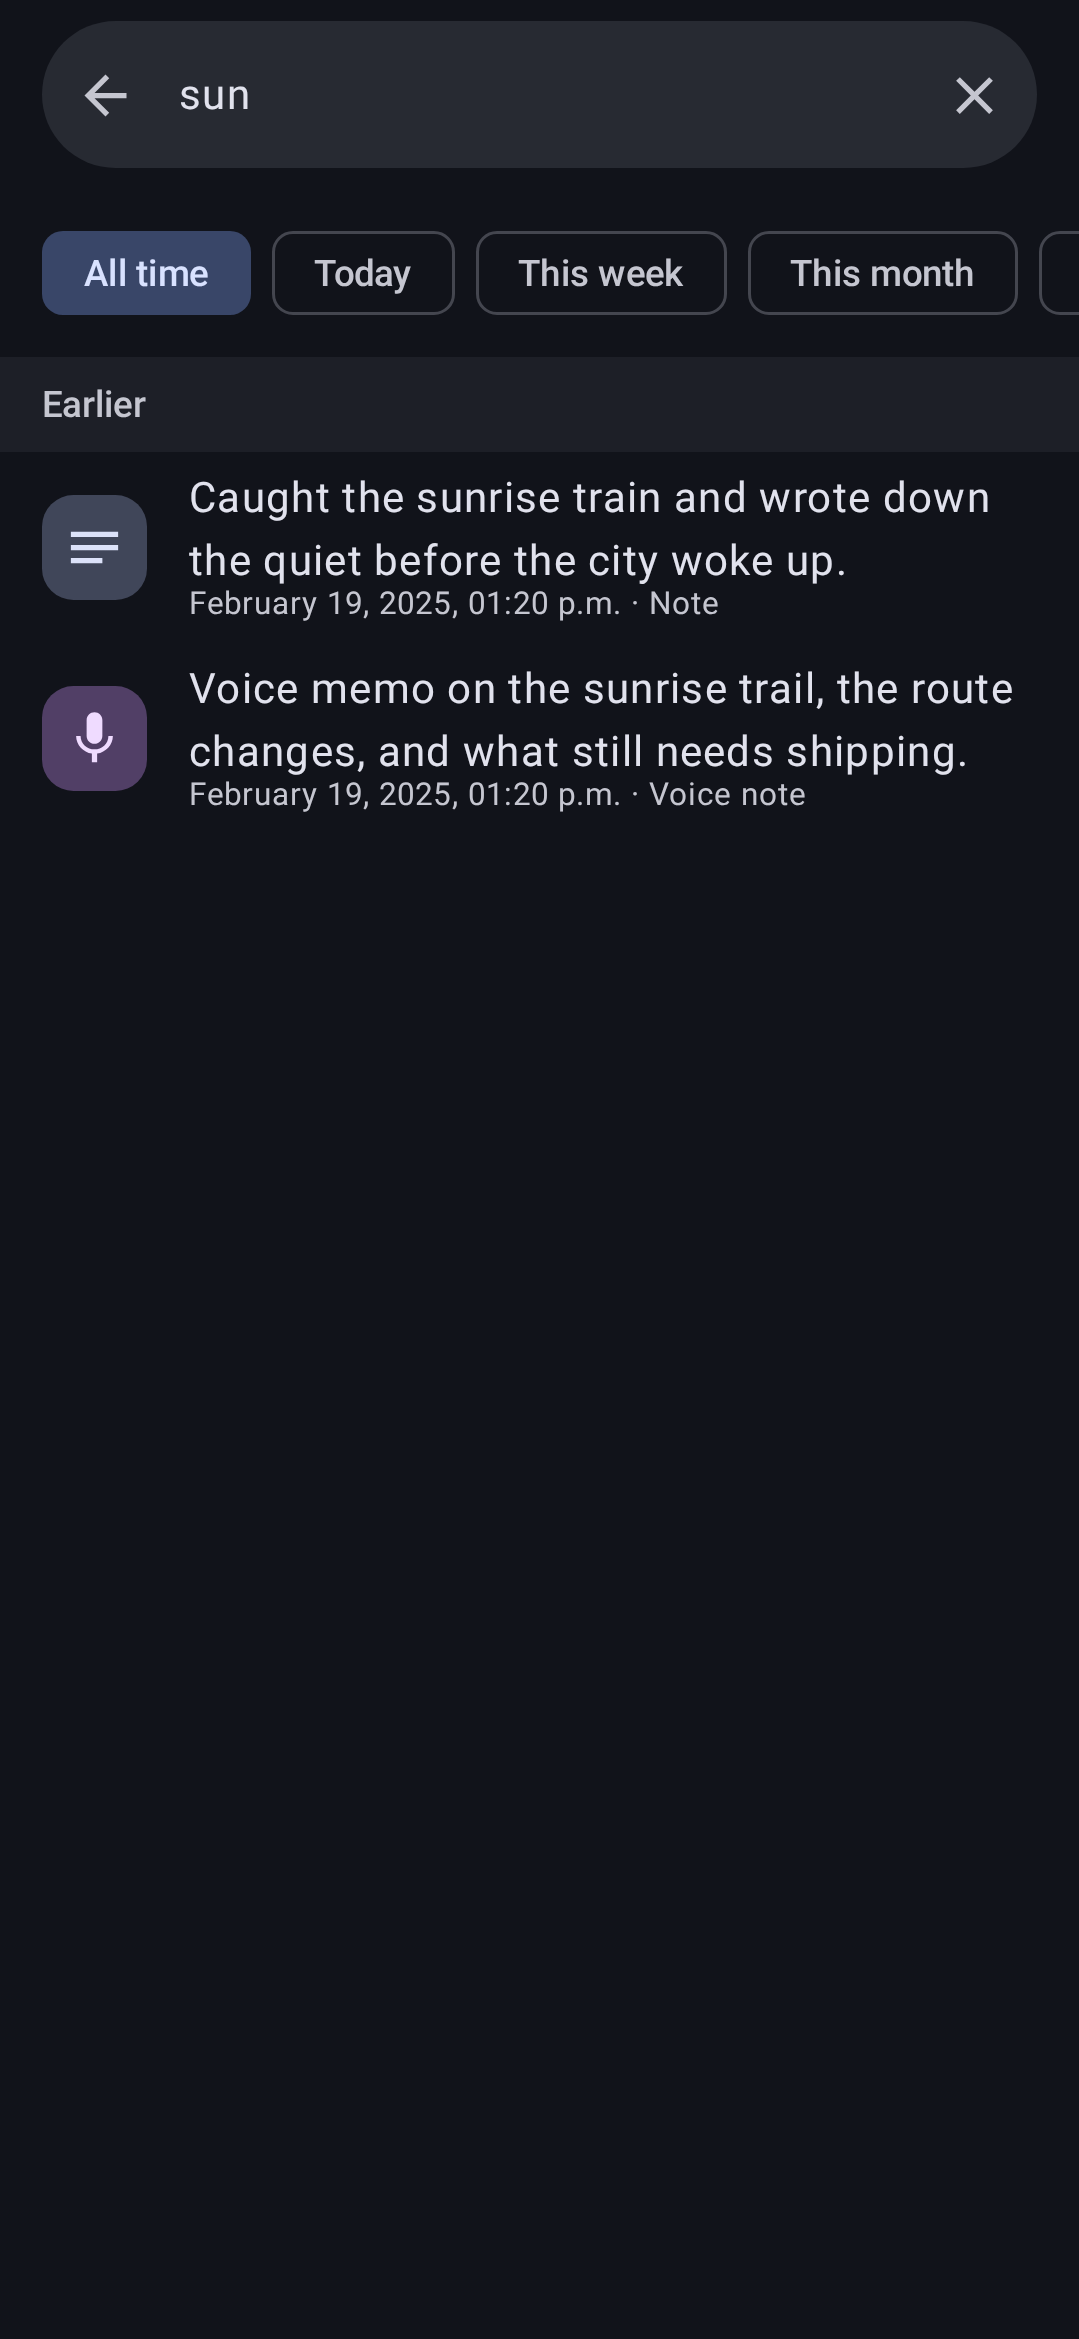 sun
All time
Today
This week
This month
Earlier
Caught the sunrise train and wrote down
the quiet before the city woke up.
February 19, 2025, 01:20 p.m. · Note
Voice memo on the sunrise trail, the route
changes, and what still needs shipping.
February 19, 2025, 01:20 p.m. · Voice note